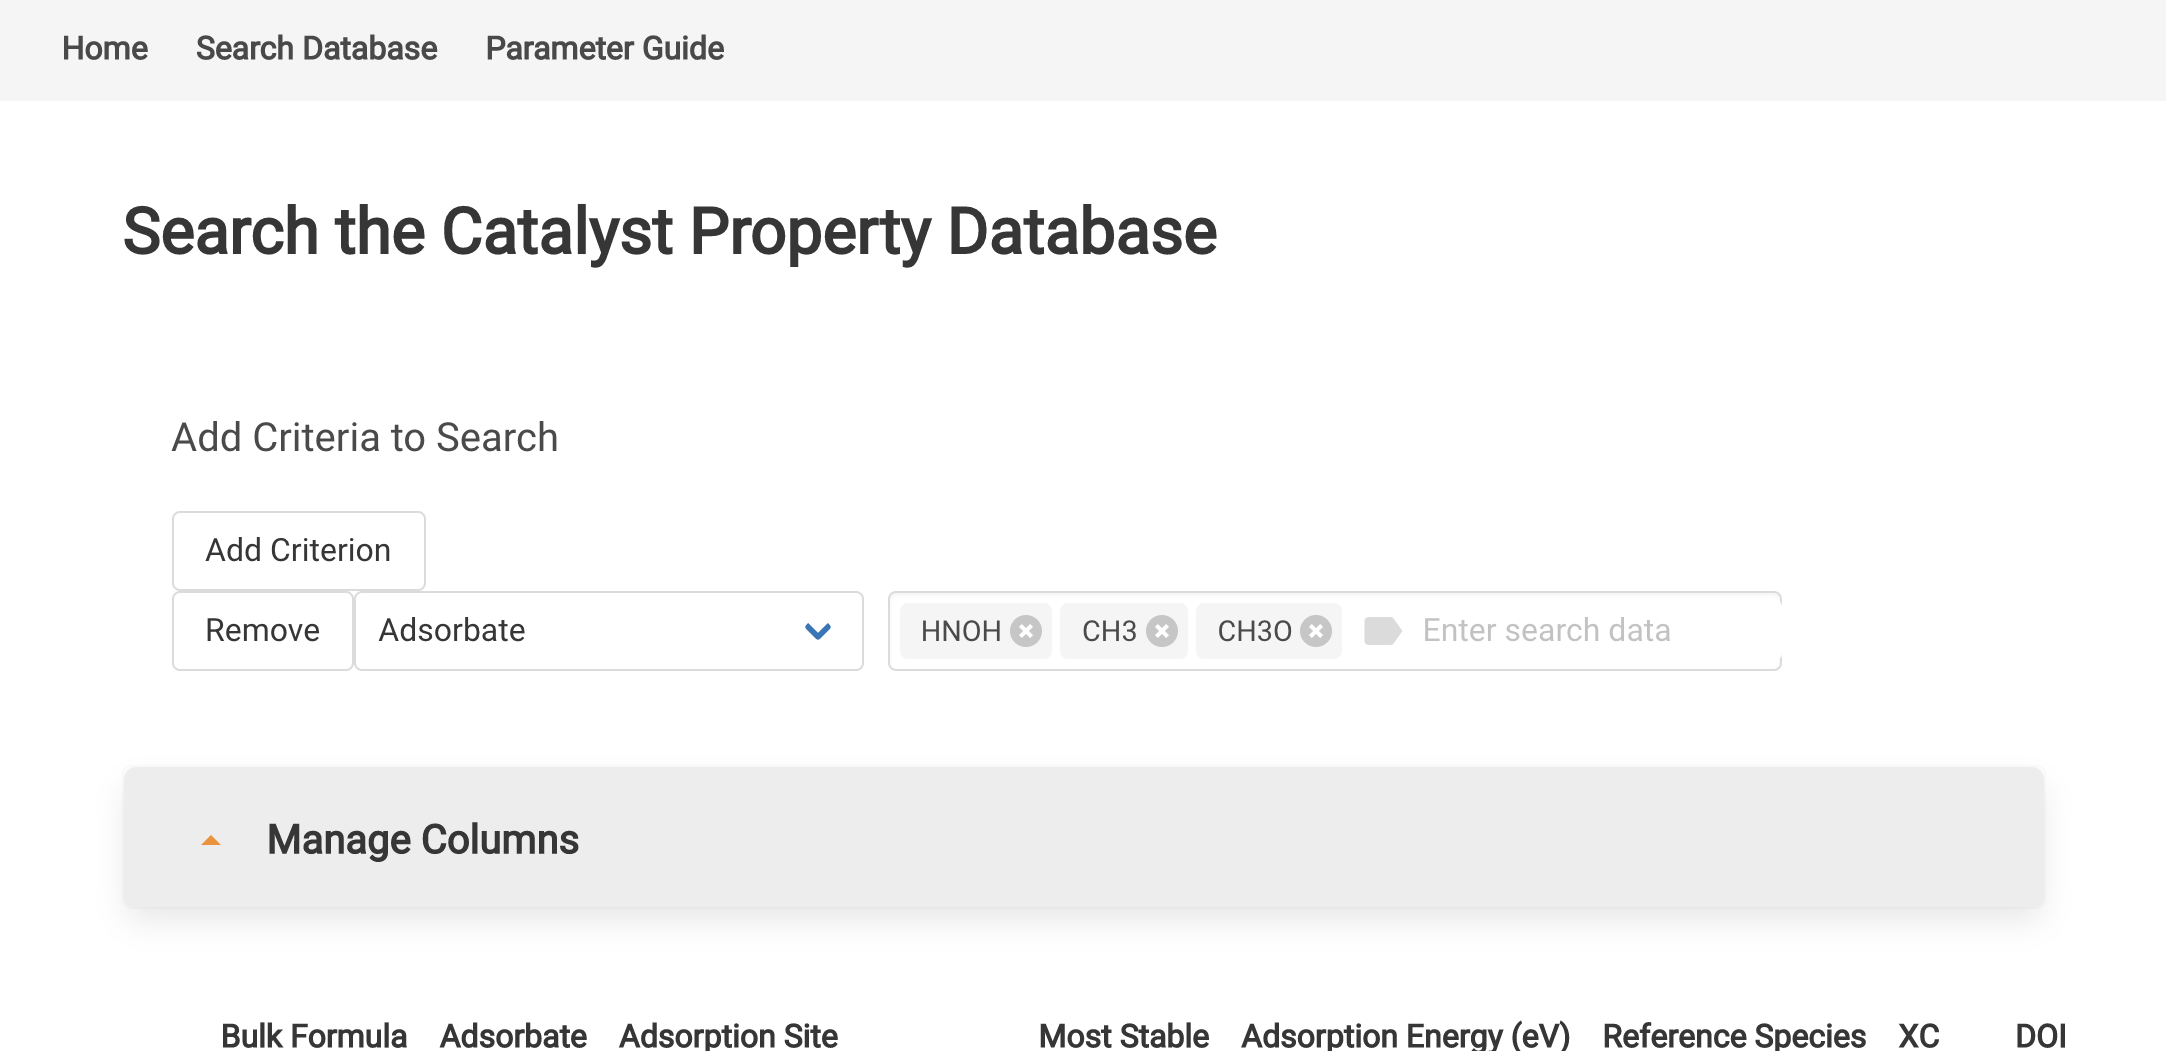 Home Search Database Parameter Guide
Search the Catalyst Property Database
Add Criteria to Search
Add Criterion
Remove Adsorbate HNOH CH3 CH3O Enter search data
Manage Columns
Bulk Formula Adsorbate Adsorption Site Most Stable Adsorption Energy (eV) Reference Species XC DOI